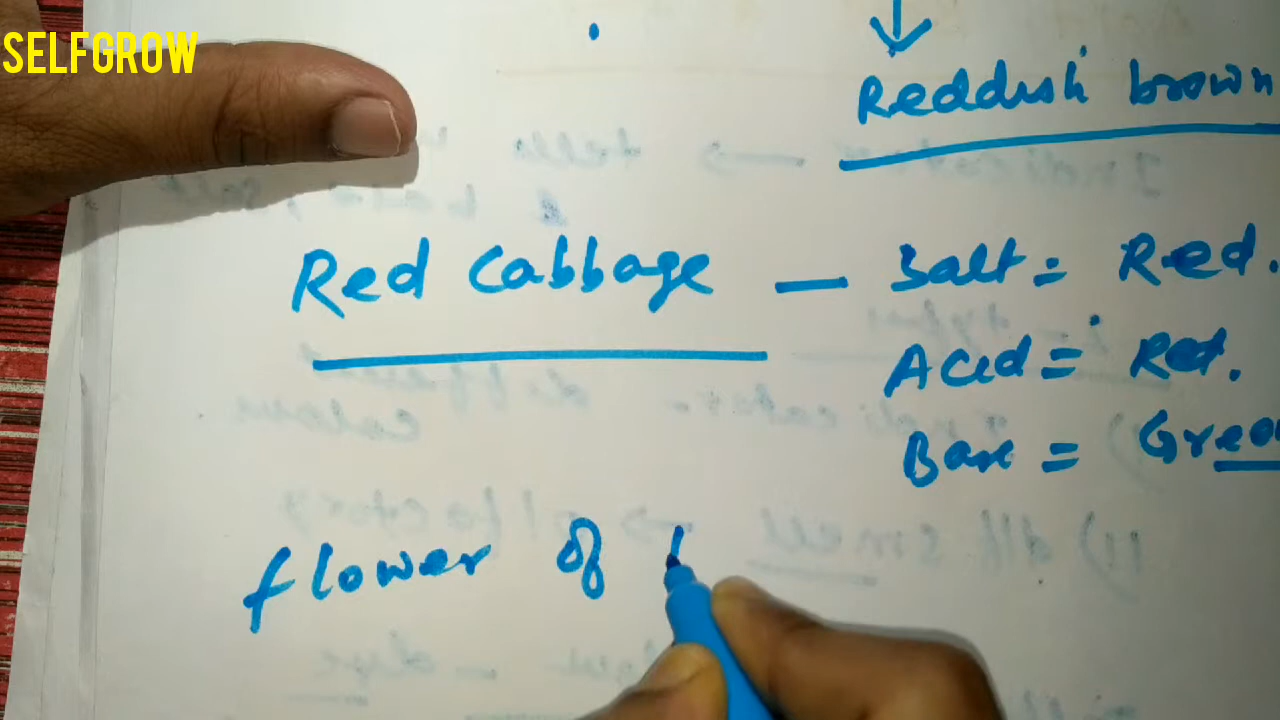 SELFGROW
Reddish brown
Red Cabbage — Salt = Red.
Acid = Red.
Base = Green
flower of